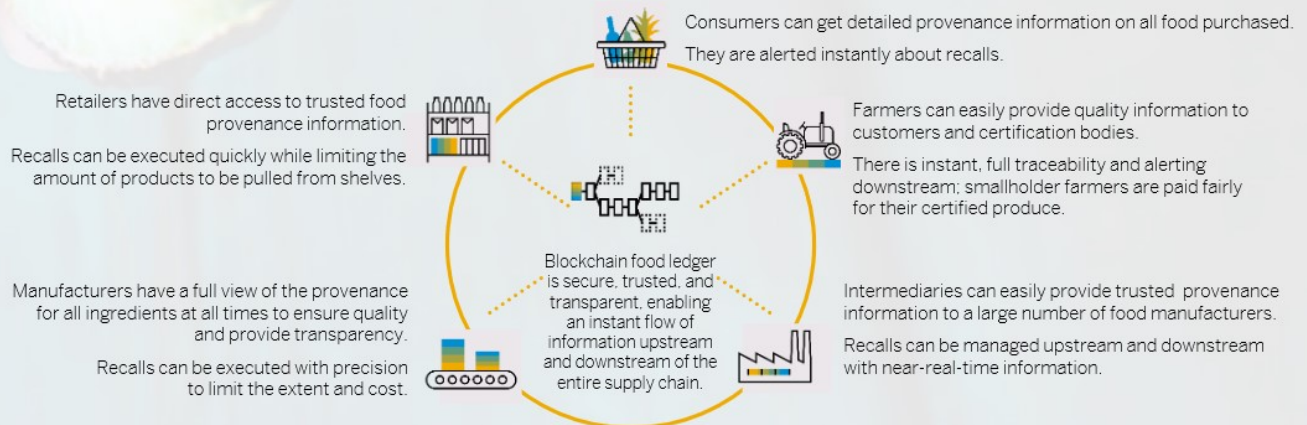 Consumers can get detailed provenance information on all food purchased.
They are alerted instantly about recalls.
Retailers have direct access to trusted food
provenance information.
Recalls can be executed quickly while limiting the
amount of products to be pulled from shelves.
Farmers can easily provide quality information to
customers and certification bodies.
There is instant, full traceability and alerting
downstream; smallholder farmers are paid fairly
for their certified produce.
Blockchain food ledger
is secure, trusted, and
transparent, enabling
an instant flow of
information upstream
and downstream of the
entire supply chain.
Manufacturers have a full view of the provenance
for all ingredients at all times to ensure quality
and provide transparency.
Recalls can be executed with precision
to limit the extent and cost.
Intermediaries can easily provide trusted provenance
information to a large number of food manufacturers.
Recalls can be managed upstream and downstream
with near-real-time information.